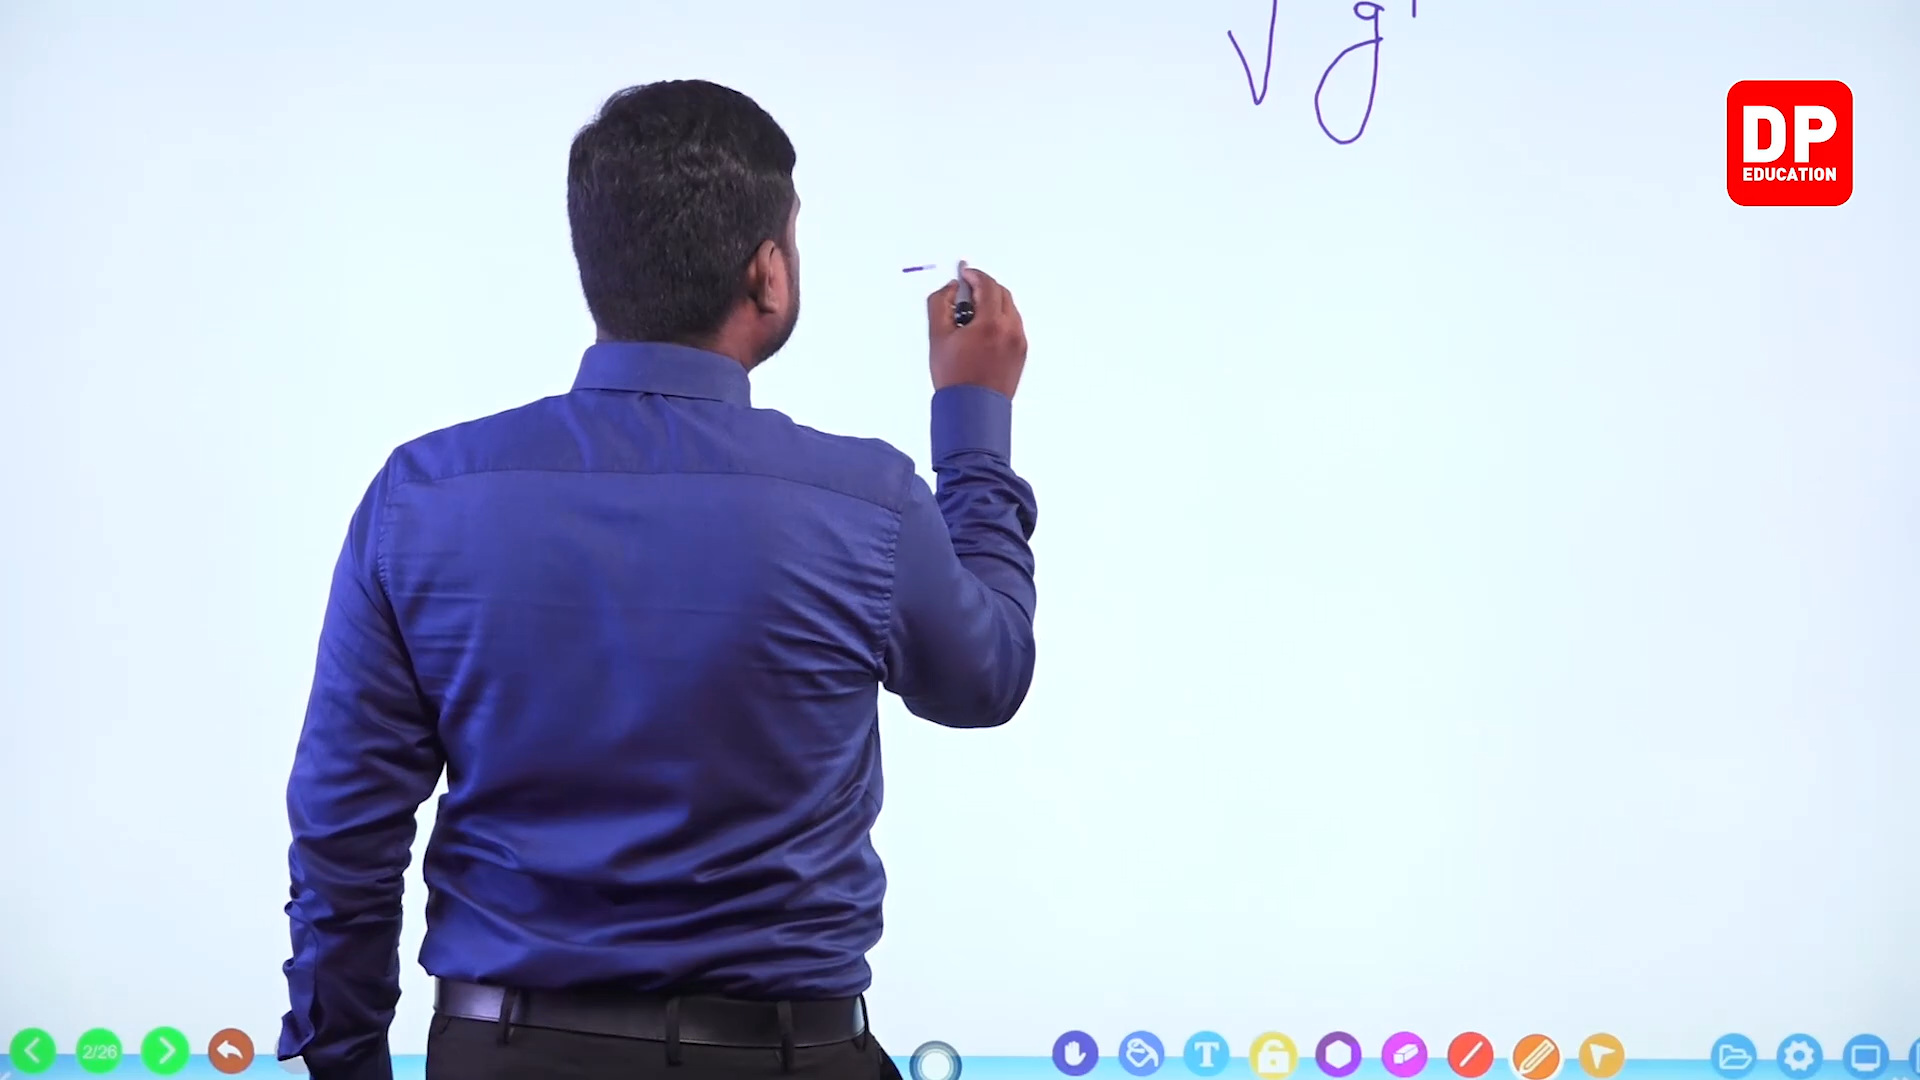 √ g'
DP
EDUCATION
2/26
T